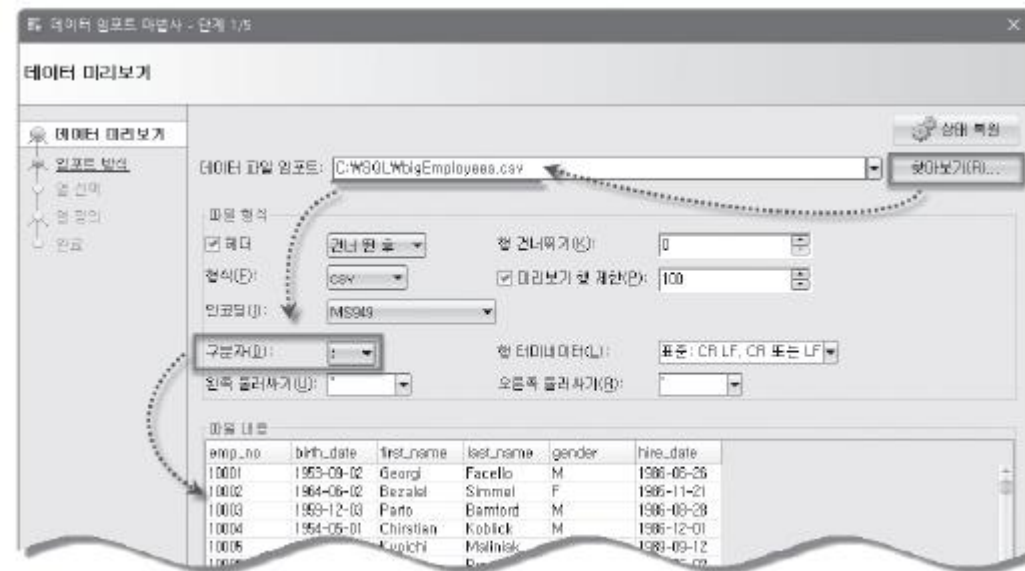 데이터 임포트 마법사 - 단계 1/5
데이터 미리보기
데이터 미리보기
임포트 방식
열 선택
열 정의
완료
상태 복원
데이터 파일 임포트: C:\SQL\bigEmployees.csv 찾아보기(R)...
파일 형식
헤더 건너 뛴 후 행 건너뛰기(K): 0
형식(F): csv 미리보기 행 제한(P): 100
인코딩(I): MS949
구분자(D): 행 터미네이터(L): 표준: CR LF, CR 또는 LF
왼쪽 둘러싸기(U): " 오른쪽 둘러싸기(R): "
파일 내용
emp_no birth_date first_name last_name gender hire_date
10001 1953-09-02 Georgi Facello M 1986-06-26
10002 1964-06-02 Bezalel Simmel F 1985-11-21
10003 1959-12-03 Parto Bamford M 1986-08-28
10004 1954-05-01 Chirstian Koblick M 1986-12-01
10005 Kyoichi Maliniak 1989-09-12